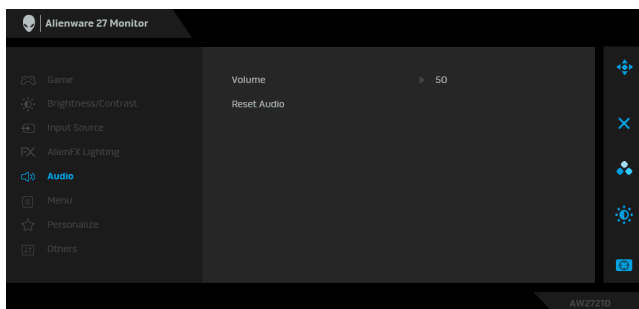 Alienware 27 Monitor
Game
Brightness/Contrast
Input Source
FX AlienFX Lighting
Audio
Menu
Personalize
Others
Volume 50
Reset Audio
AW2721D